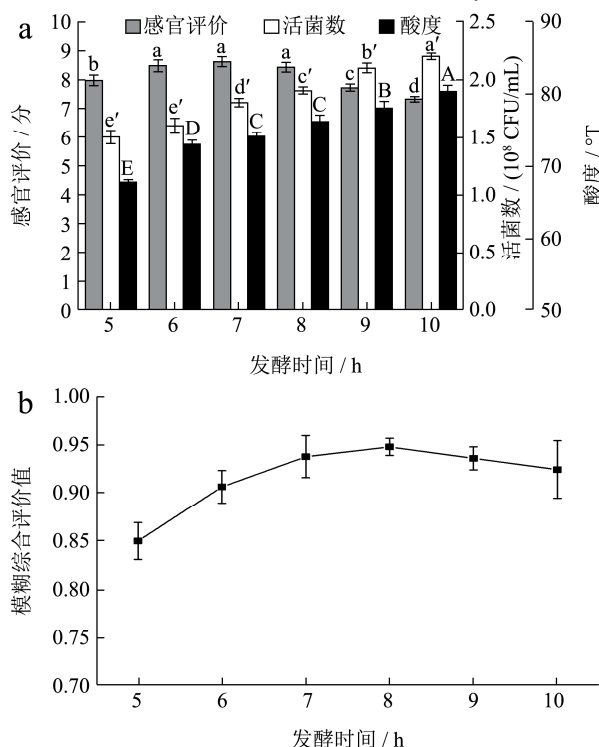 a
感官评价 活菌数 酸度
感官评价 / 分
10
9
8
7
6
5
4
3
2
1
0
b a a a c d
e′ e′ d′ c′ b′ a′
E D C C B A
2.5
2.0
1.5
1.0
0.5
0.0
活菌数 / (10⁸ CFU/mL)
90
80
70
60
50
酸度 / °T
5 6 7 8 9 10
发酵时间 / h
b
模糊综合评价值
1.00
0.95
0.90
0.85
0.80
0.75
0.70
5 6 7 8 9 10
发酵时间 / h